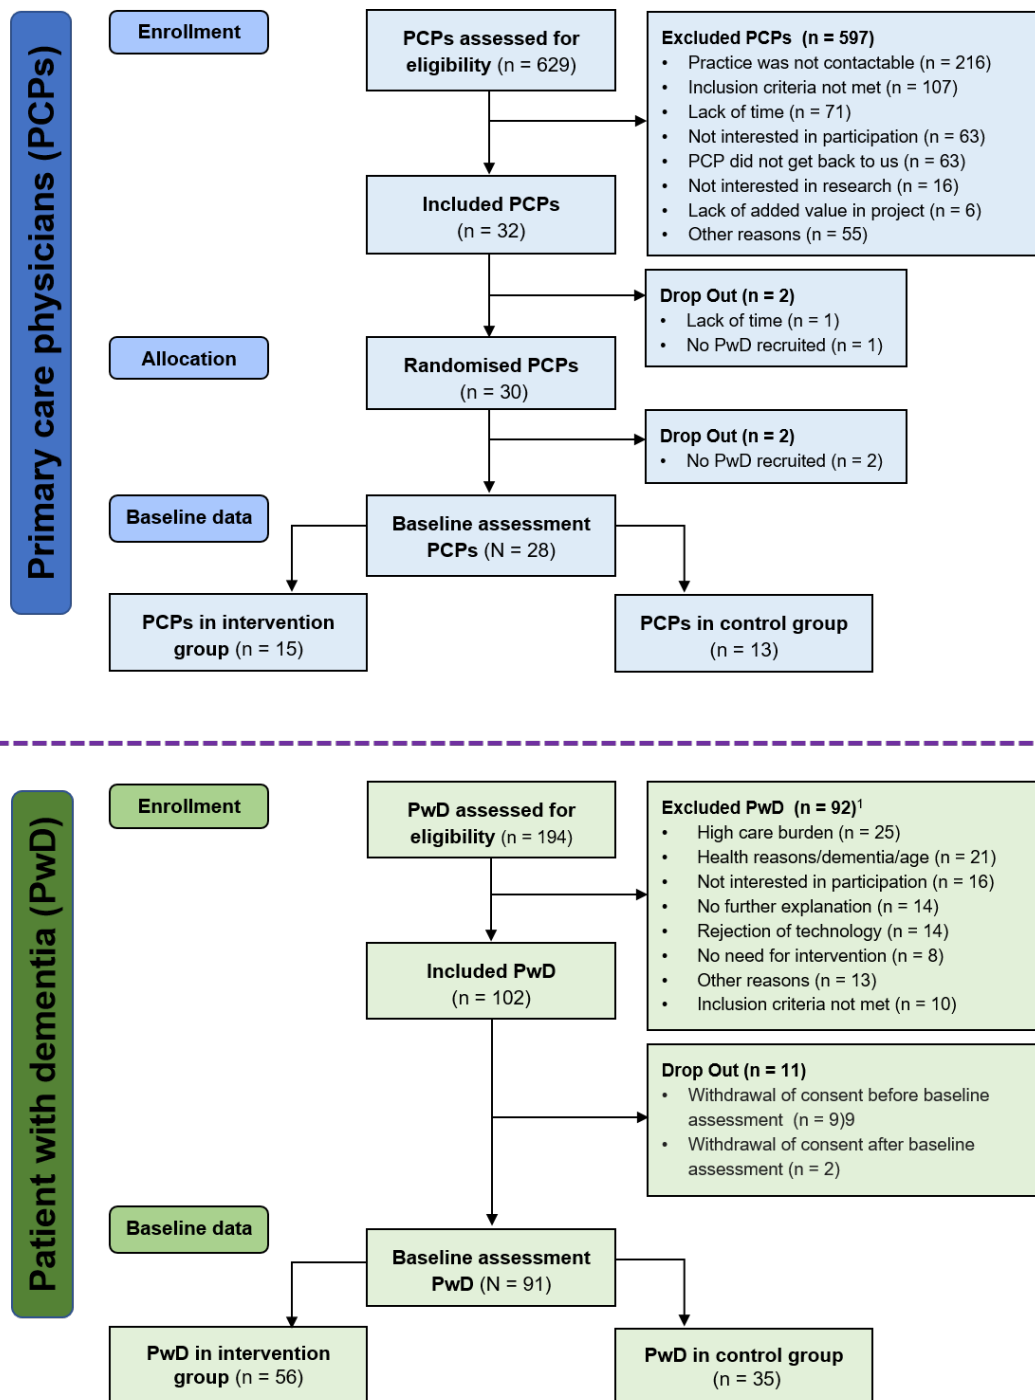 Primary care physicians (PCPs)
Enrollment
PCPs assessed for
eligibility (n = 629)
Excluded PCPs (n = 597)
• Practice was not contactable (n = 216)
• Inclusion criteria not met (n = 107)
• Lack of time (n = 71)
• Not interested in participation (n = 63)
• PCP did not get back to us (n = 63)
• Not interested in research (n = 16)
• Lack of added value in project (n = 6)
• Other reasons (n = 55)
Included PCPs
(n = 32)
Drop Out (n = 2)
• Lack of time (n = 1)
• No PwD recruited (n = 1)
Allocation
Randomised PCPs
(n = 30)
Drop Out (n = 2)
• No PwD recruited (n = 2)
Baseline data
Baseline assessment
PCPs (N = 28)
PCPs in intervention
group (n = 15)
PCPs in control group
(n = 13)
Patient with dementia (PwD)
Enrollment
PwD assessed for
eligibility (n = 194)
Excluded PwD (n = 92)¹
• High care burden (n = 25)
• Health reasons/dementia/age (n = 21)
• Not interested in participation (n = 16)
• No further explanation (n = 14)
• Rejection of technology (n = 14)
• No need for intervention (n = 8)
• Other reasons (n = 13)
• Inclusion criteria not met (n = 10)
Included PwD
(n = 102)
Drop Out (n = 11)
• Withdrawal of consent before baseline
assessment (n = 9)9
• Withdrawal of consent after baseline
assessment (n = 2)
Baseline data
Baseline assessment
PwD (N = 91)
PwD in intervention
group (n = 56)
PwD in control group
(n = 35)